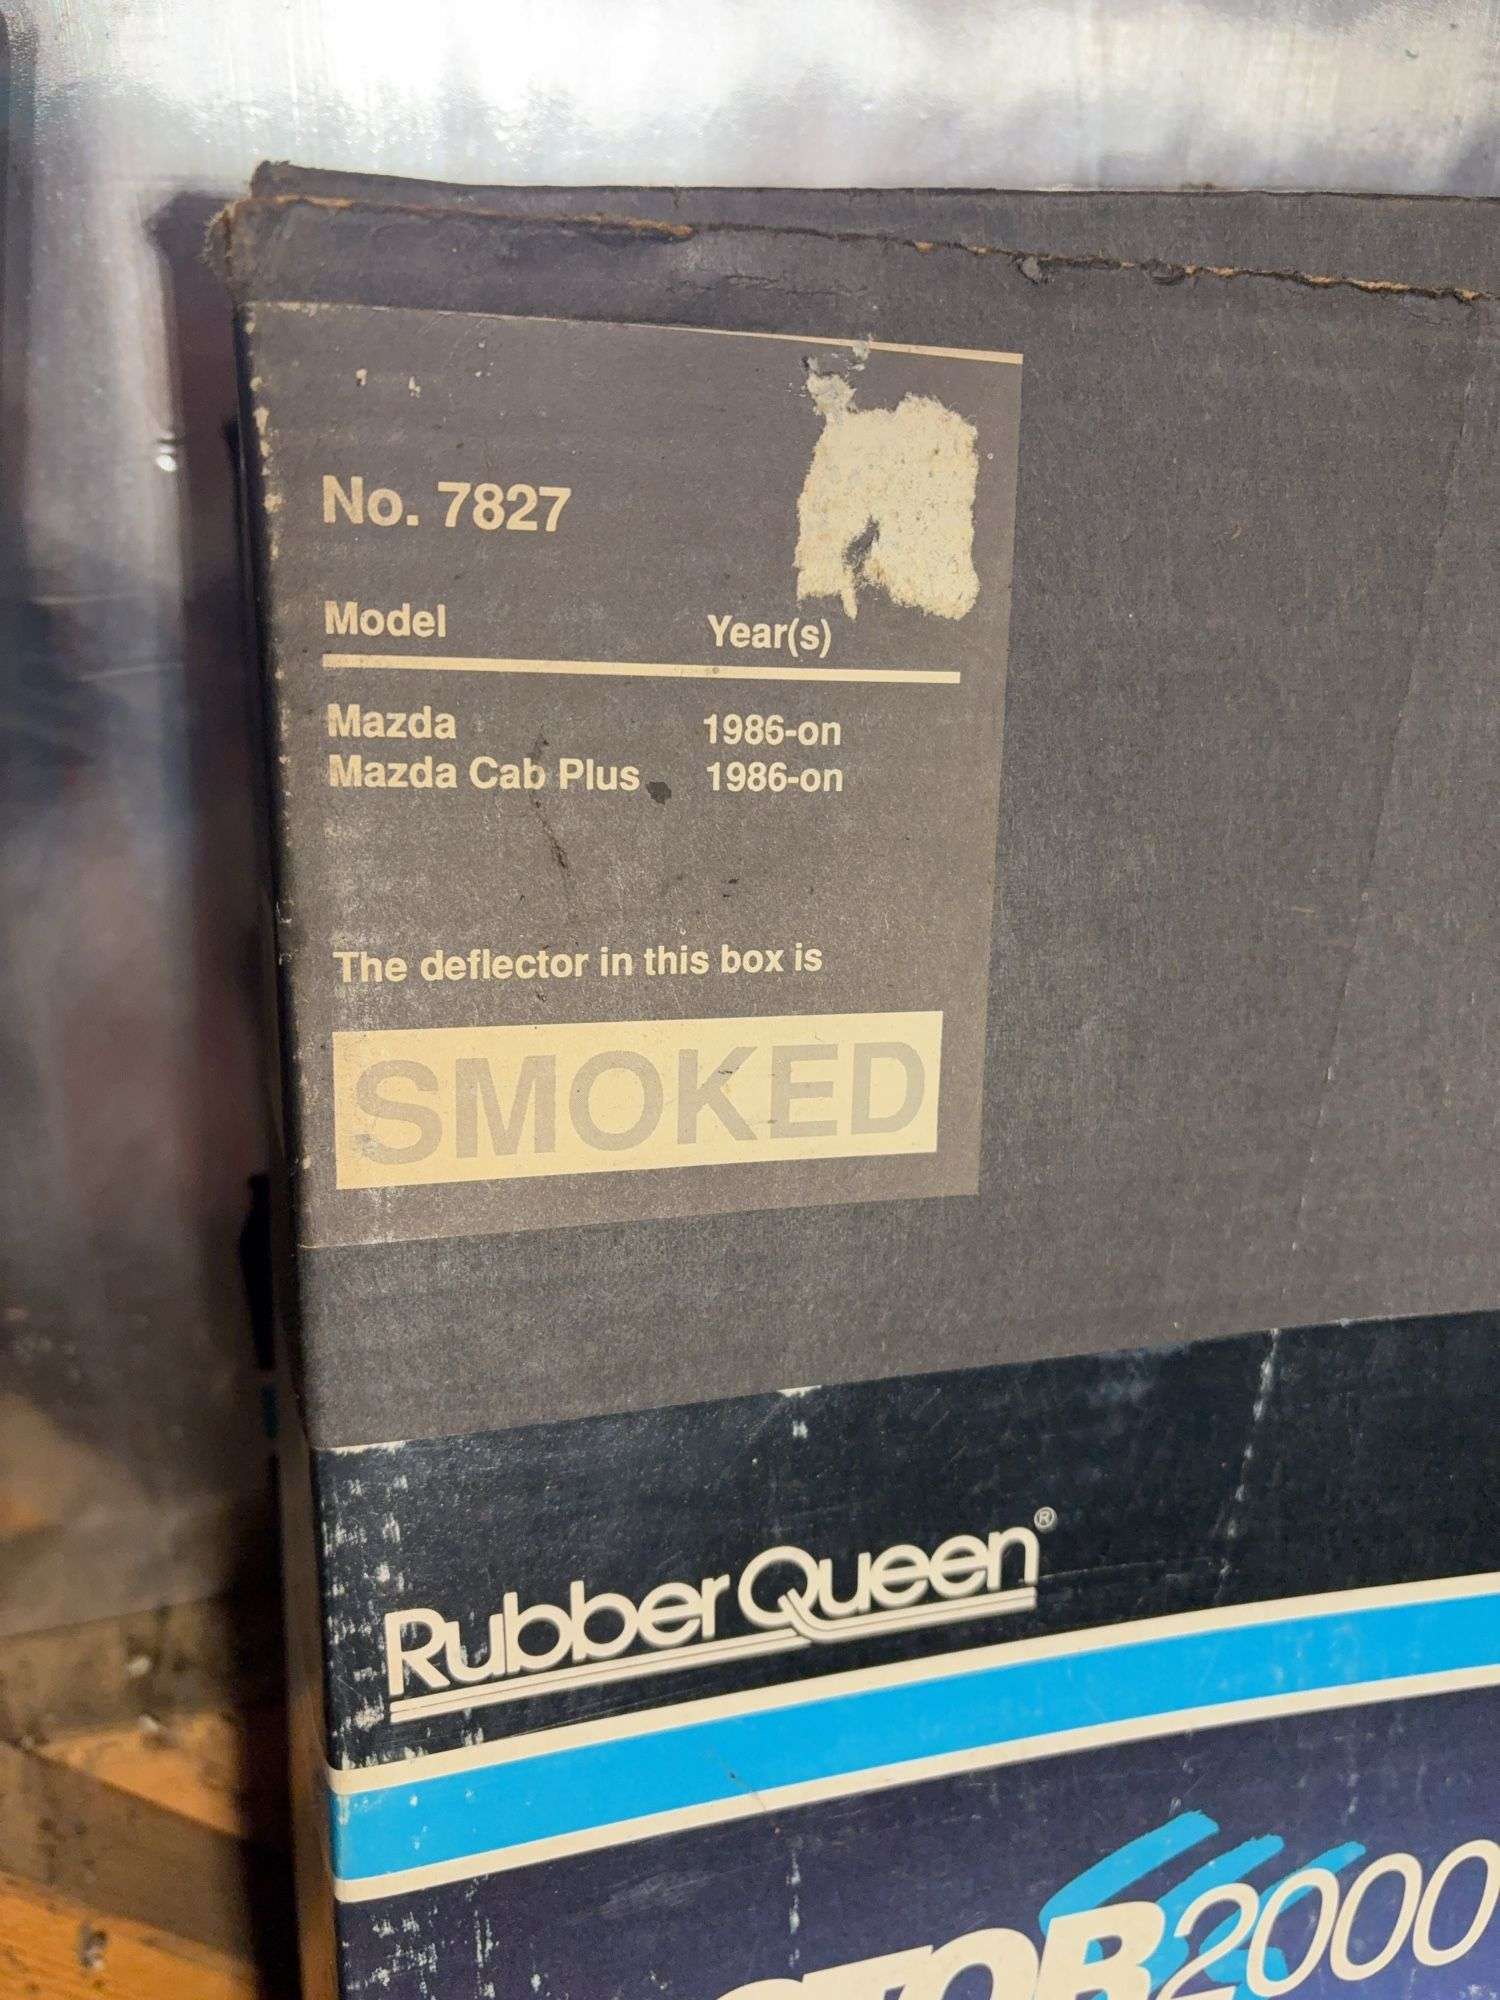 No. 7827
Model Year(s)
Mazda 1986-on
Mazda Cab Plus 1986-on
The deflector in this box is
SMOKED
RubberQueen®
2000